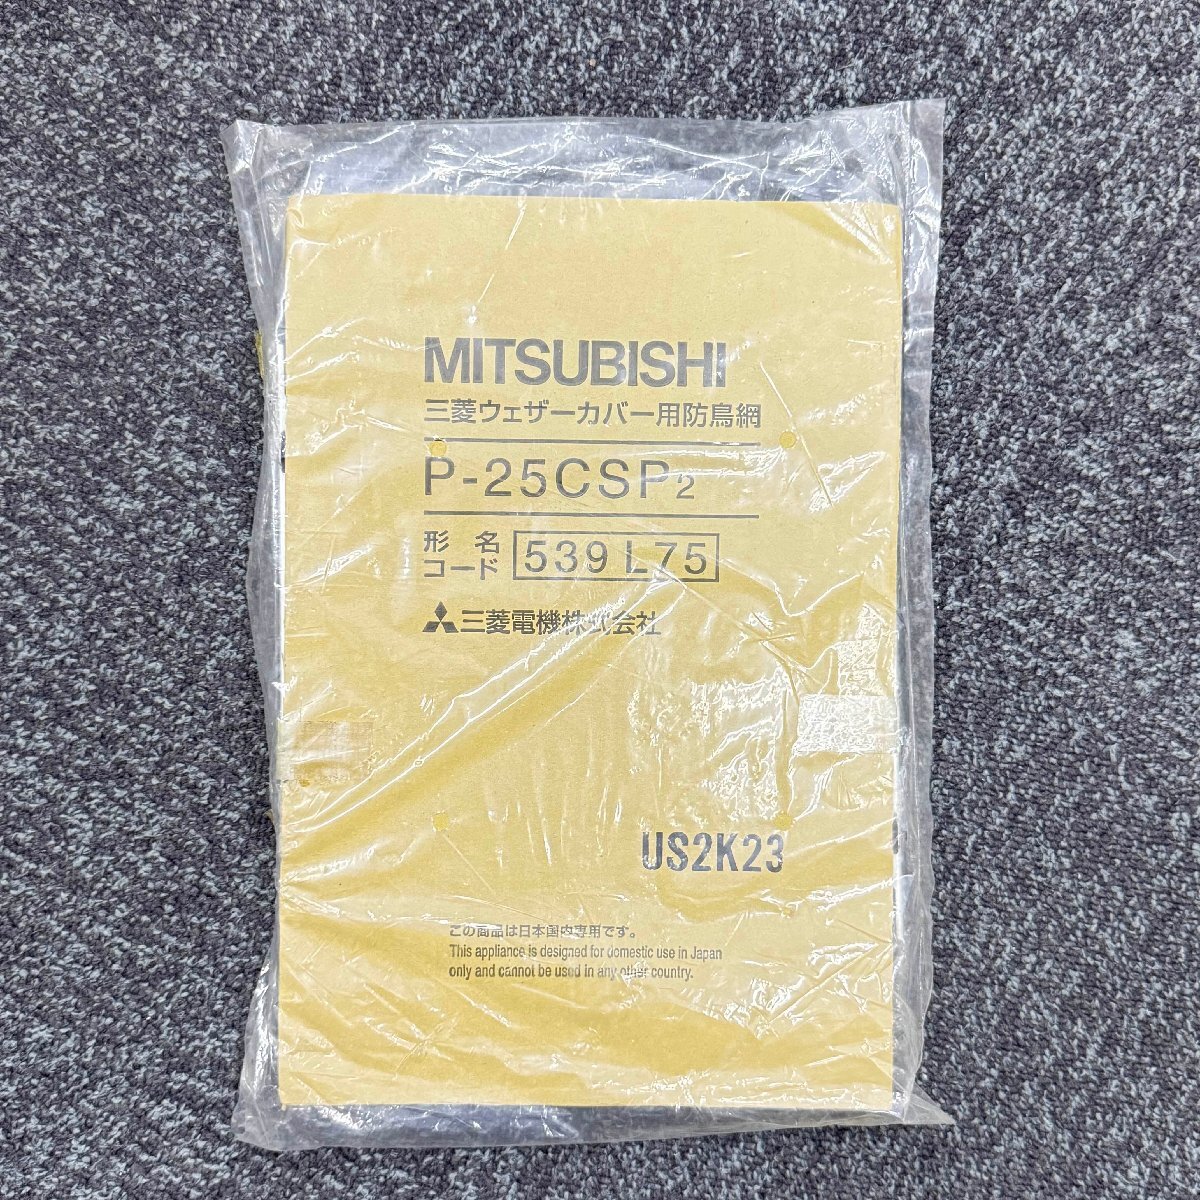 MITSUBISHI
三菱ウェザーカバー用防鳥網
P-25CSP2
形名
コード 539L75
三菱電機株式会社
US2K23
この商品は日本国内専用です。
This appliance is designed for domestic use in Japan
only and cannot be used in any other country.